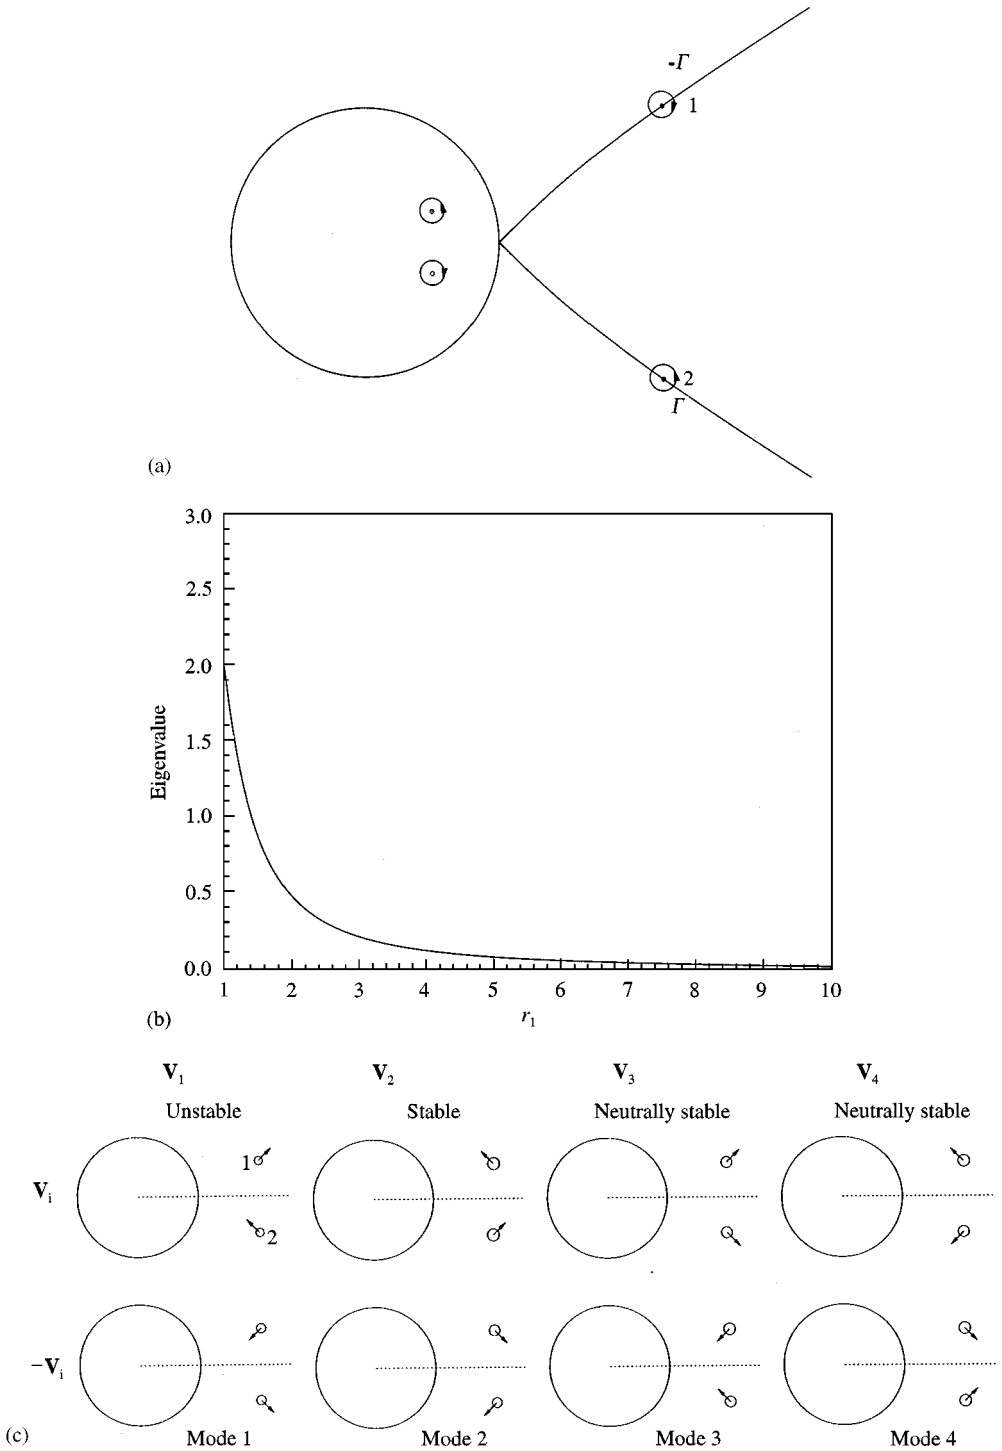 -Γ
1
2
Γ
(a)
3.0
2.5
2.0
1.5
1.0
0.5
0.0
Eigenvalue
1 2 3 4 5 6 7 8 9 10
r₁
(b)
V₁ V₂ V₃ V₄
Unstable Stable Neutrally stable Neutrally stable
1
Vᵢ
2
−Vᵢ
(c)
Mode 1 Mode 2 Mode 3 Mode 4